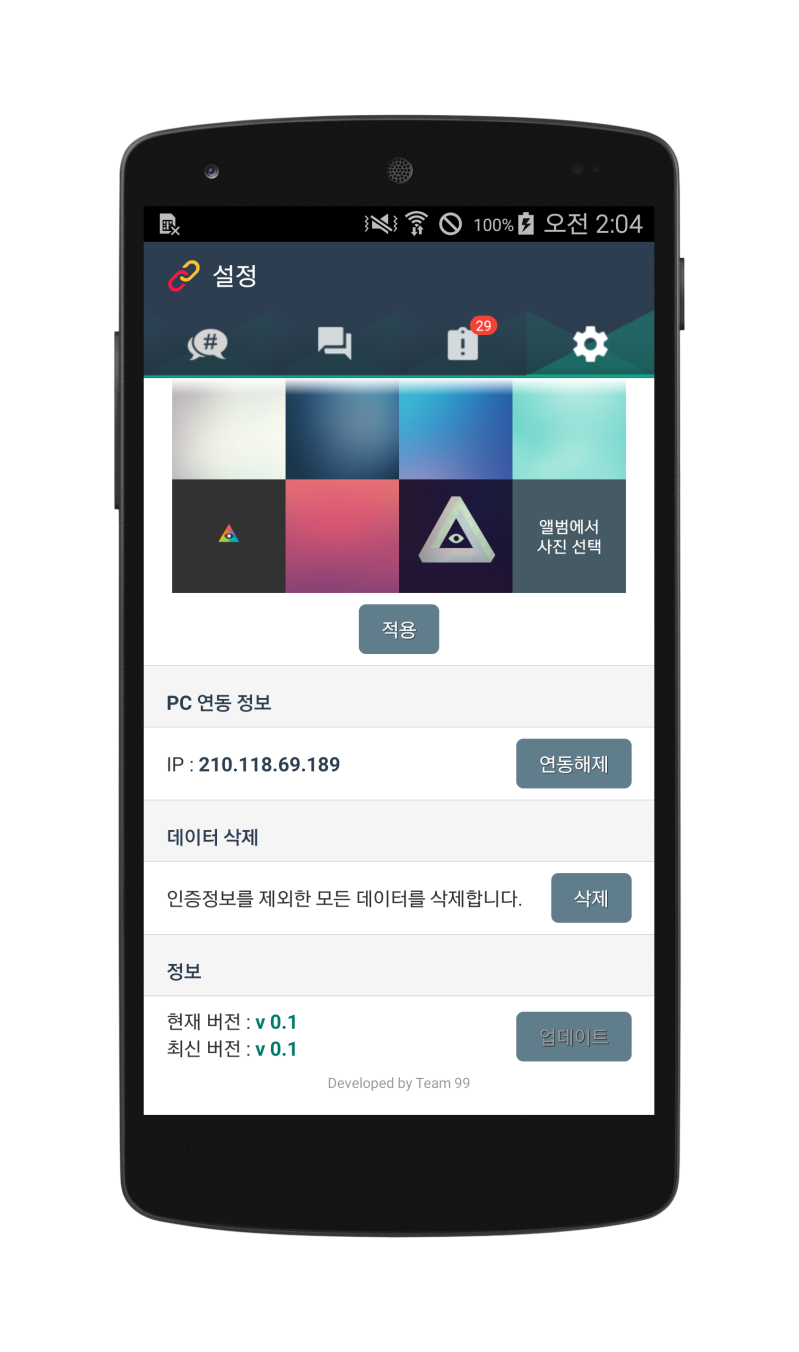 100%
오전 2:04
설정
#
29
앨범에서
사진 선택
적용
PC 연동 정보
IP : 210.118.69.189
연동해제
데이터 삭제
인증정보를 제외한 모든 데이터를 삭제합니다.
삭제
정보
현재 버전 : v 0.1
최신 버전 : v 0.1
업데이트
Developed by Team 99